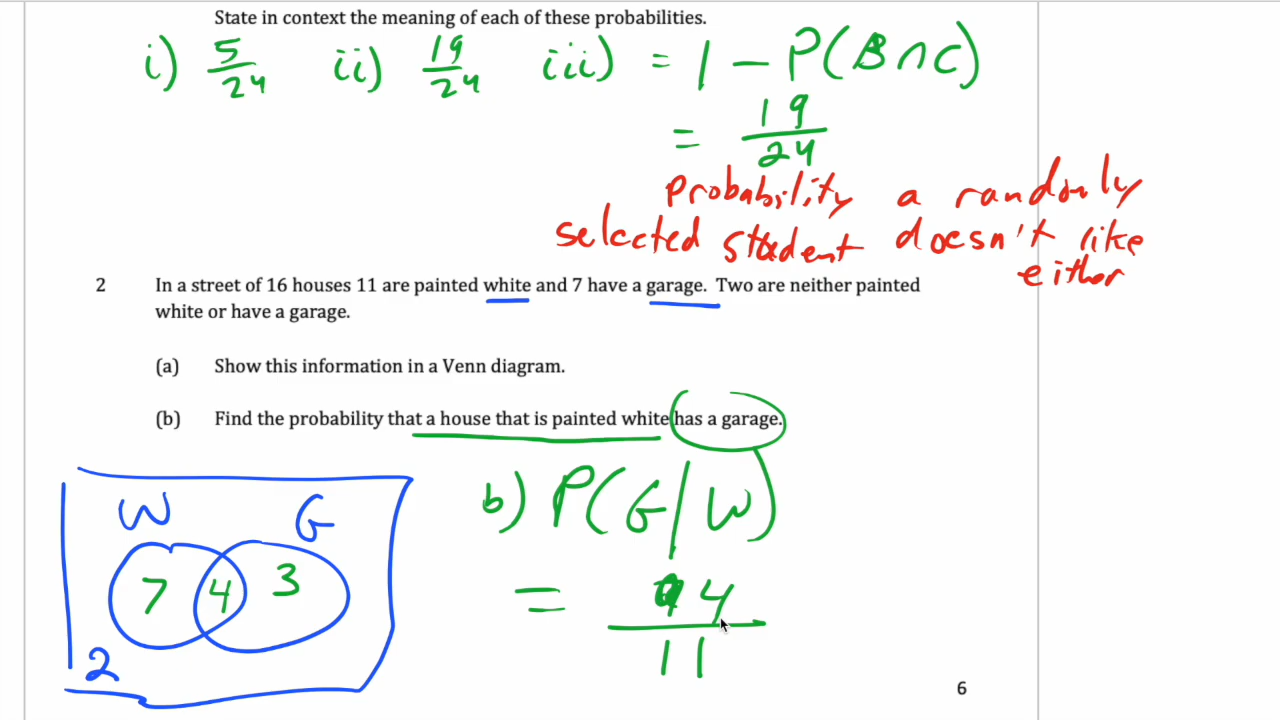 State in context the meaning of each of these probabilities.
i) 5/24 ii) 19/24 iii) = 1 - P(B∩C)
= 19/24
Probability a randonly
selected student doesn't like
either
2 In a street of 16 houses 11 are painted white and 7 have a garage. Two are neither painted
white or have a garage.
(a) Show this information in a Venn diagram.
(b) Find the probability that a house that is painted white has a garage.
W G
7 4 3
2
b) P(G/W)
= 4/11
6